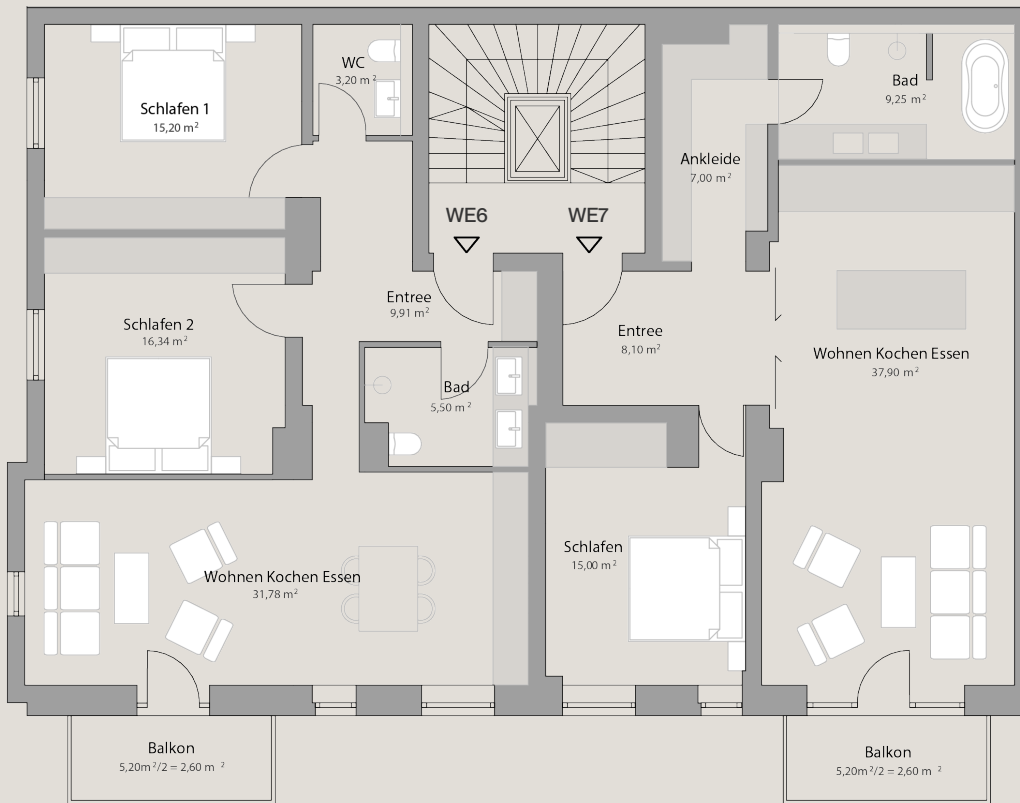 WC
3,20 m²
Schlafen 1
15,20 m²
Bad
9,25 m²
Ankleide
7,00 m²
WE6
WE7
Entree
9,91 m²
Schlafen 2
16,34 m²
Entree
8,10 m²
Wohnen Kochen Essen
37,90 m²
Bad
5,50 m²
Schlafen
15,00 m²
Wohnen Kochen Essen
31,78 m²
Balkon
5,20m²/2 = 2,60 m ²
Balkon
5,20m²/2 = 2,60 m ²